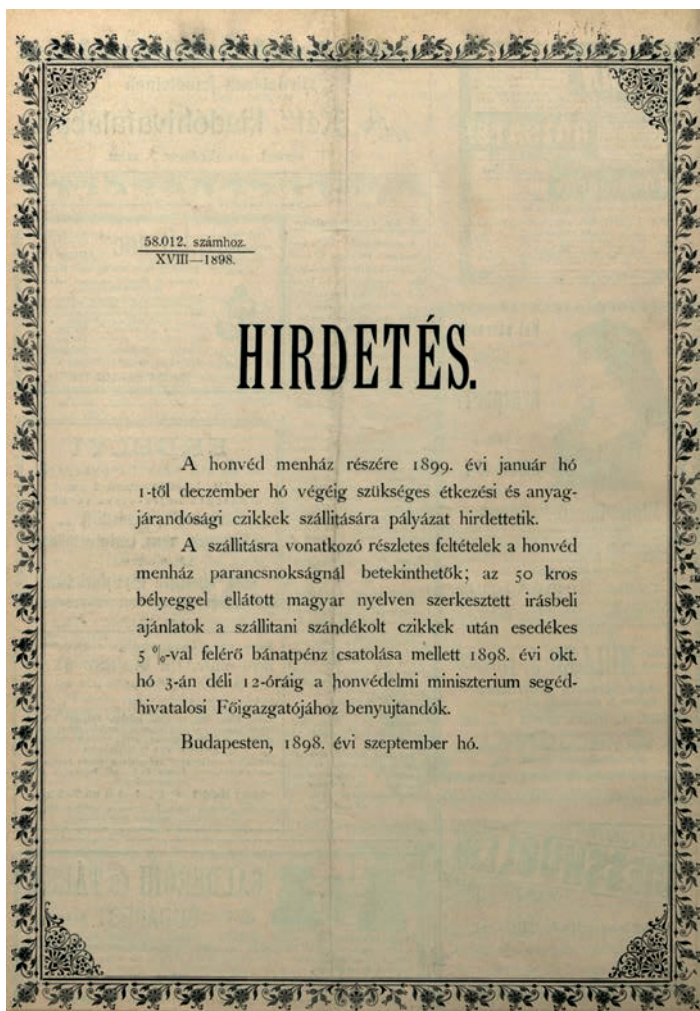 58.012. számhoz.
XVIII—1898.
HIRDETÉS.
A honvéd menház részére 1899. évi január hó
1-től deczember hó végéig szükséges étkezési és anyag-
járandósági czikkek szállitására pályázat hirdettetik.
A szállitásra vonatkozó részletes feltételek a honvéd
menház parancsnokságnál betekinthetők; az 50 kros
bélyeggel ellátott magyar nyelven szerkesztett irásbeli
ajánlatok a szállitani szándékolt czikkek után esedékes
5 %-val felérő bánatpénz csatolása mellett 1898. évi okt.
hó 3-án déli 12-óráig a honvédelmi miniszterium segéd-
hivatalosi Főigazgatójához benyujtandók.
Budapesten, 1898. évi szeptember hó.